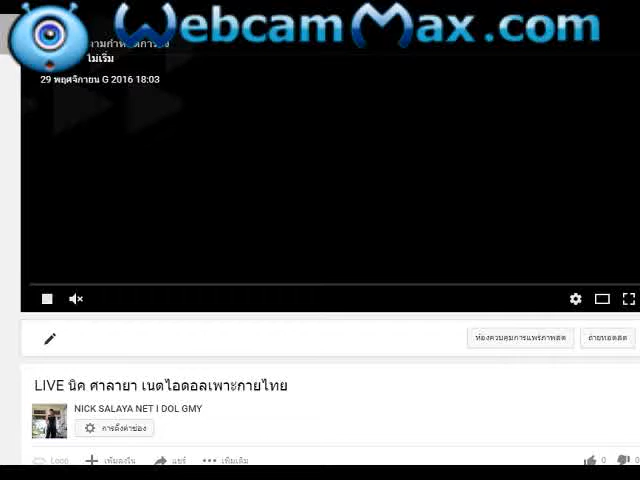 WebcamMax.com
ไม่เริ่ม
29 พฤศจิกายน G 2016 18:03
ห้องควบคุมการแพร่ภาพสด
ถ่ายทอดสด
LIVE นิค ศาลายา เนตไอดอลเพาะกายไทย
NICK SALAYA NET I DOL GMY
การตั้งค่าช่อง
Loop เพิ่มลงใน แชร์ เพิ่มเติม 0 0